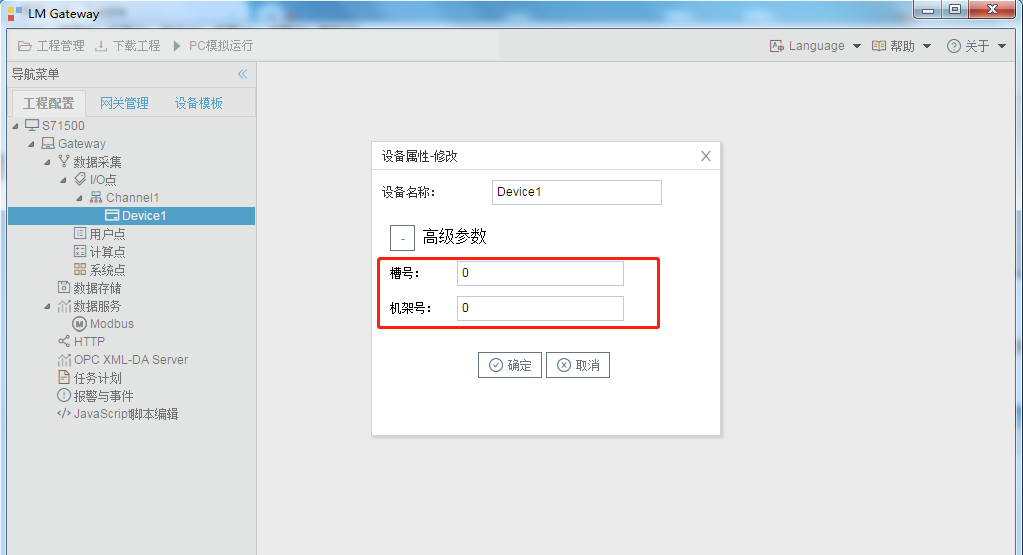 LM Gateway
工程管理 下载工程 PC模拟运行 Language 帮助 关于
导航菜单
工程配置 网关管理 设备模板
S71500
Gateway
数据采集
I/O点
Channel1
Device1
用户点
计算点
系统点
数据存储
数据服务
Modbus
HTTP
OPC XML-DA Server
任务计划
报警与事件
JavaScript脚本编辑
设备属性-修改
设备名称: Device1
- 高级参数
槽号: 0
机架号: 0
确定 取消